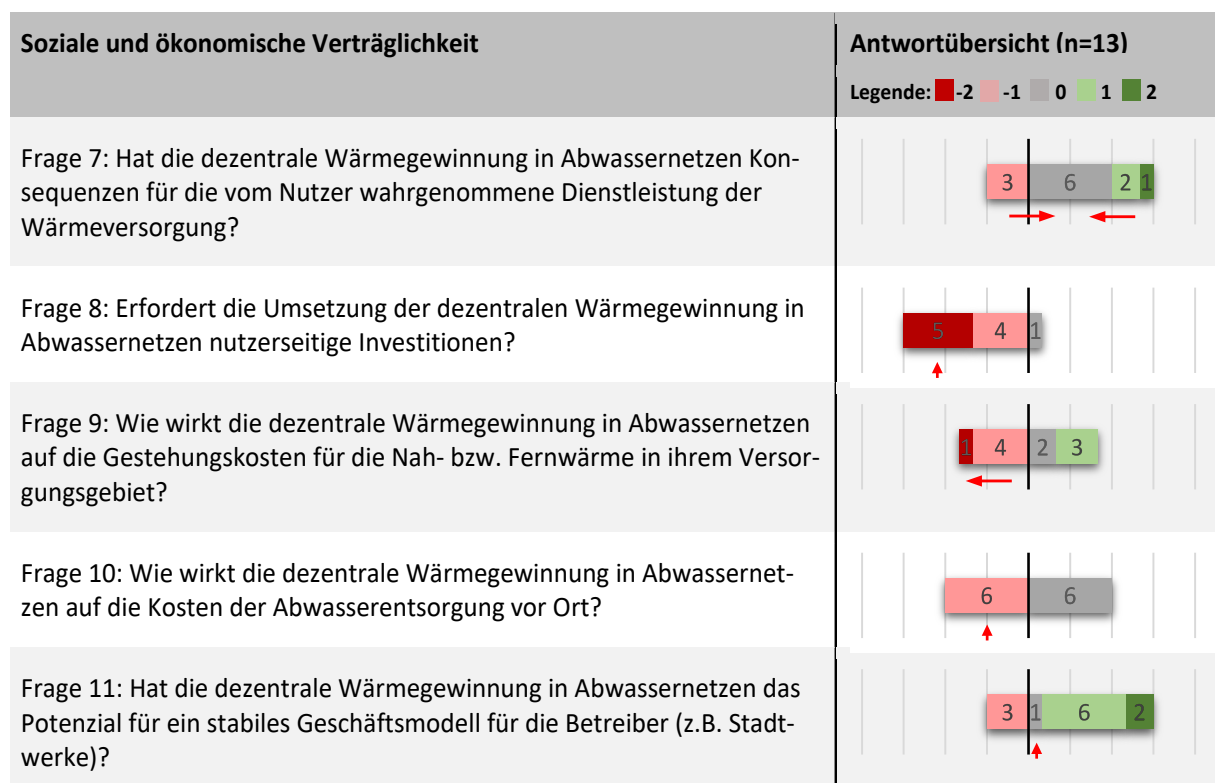 Soziale und ökonomische Verträglichkeit
Antwortübersicht (n=13)
Legende: -2 -1 0 1 2
Frage 7: Hat die dezentrale Wärmegewinnung in Abwassernetzen Kon-
sequenzen für die vom Nutzer wahrgenommene Dienstleistung der
Wärmeversorgung?
3 6 2 1
Frage 8: Erfordert die Umsetzung der dezentralen Wärmegewinnung in
Abwassernetzen nutzerseitige Investitionen?
5 4 1
Frage 9: Wie wirkt die dezentrale Wärmegewinnung in Abwassernetzen
auf die Gestehungskosten für die Nah- bzw. Fernwärme in ihrem Versor-
gungsgebiet?
1 4 2 3
Frage 10: Wie wirkt die dezentrale Wärmegewinnung in Abwassernet-
zen auf die Kosten der Abwasserentsorgung vor Ort?
6 6
Frage 11: Hat die dezentrale Wärmegewinnung in Abwassernetzen das
Potenzial für ein stabiles Geschäftsmodell für die Betreiber (z.B. Stadt-
werke)?
3 1 6 2